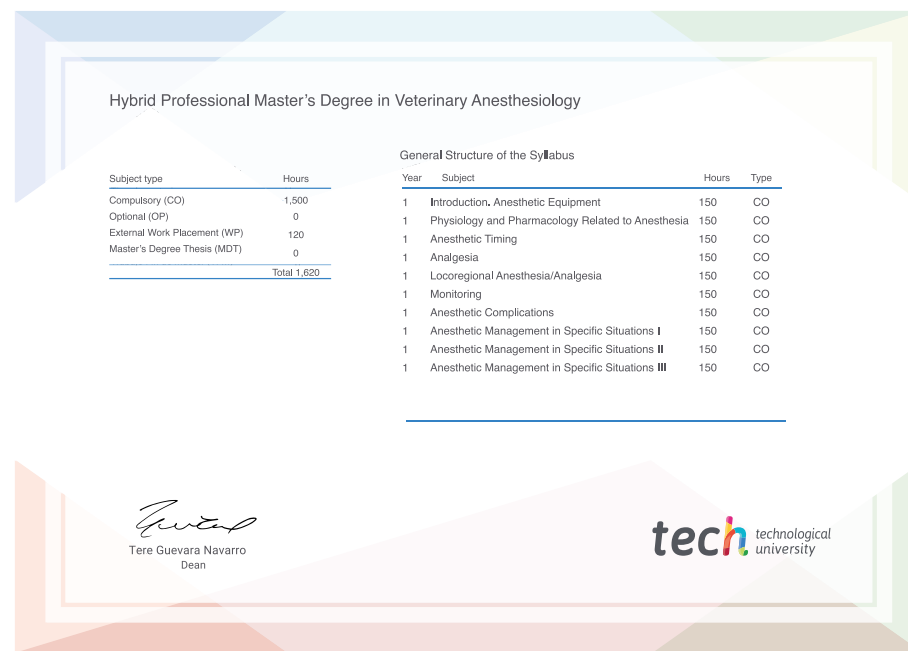 Hybrid Professional Master's Degree in Veterinary Anesthesiology
Subject type Hours
Compulsory (CO) 1,500
Optional (OP) 0
External Work Placement (WP) 120
Master's Degree Thesis (MDT) 0
Total 1,620
General Structure of the Syllabus
Year Subject Hours Type
1 Introduction. Anesthetic Equipment 150 CO
1 Physiology and Pharmacology Related to Anesthesia 150 CO
1 Anesthetic Timing 150 CO
1 Analgesia 150 CO
1 Locoregional Anesthesia/Analgesia 150 CO
1 Monitoring 150 CO
1 Anesthetic Complications 150 CO
1 Anesthetic Management in Specific Situations I 150 CO
1 Anesthetic Management in Specific Situations II 150 CO
1 Anesthetic Management in Specific Situations III 150 CO
Tere Guevara Navarro
Dean
tech technological
university